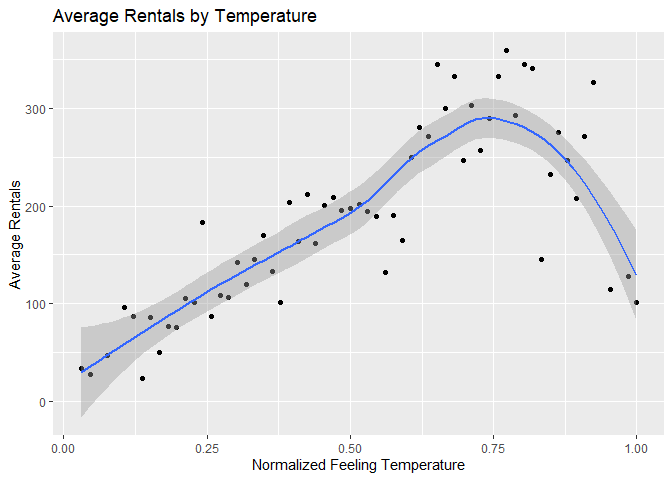 Average Rentals by Temperature
Average Rentals
300
200
100
0
0.00 0.25 0.50 0.75 1.00
Normalized Feeling Temperature